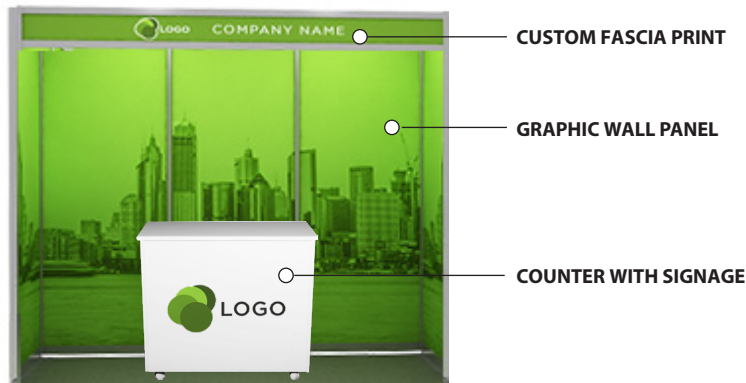 LOGO COMPANY NAME
CUSTOM FASCIA PRINT
GRAPHIC WALL PANEL
COUNTER WITH SIGNAGE
LOGO